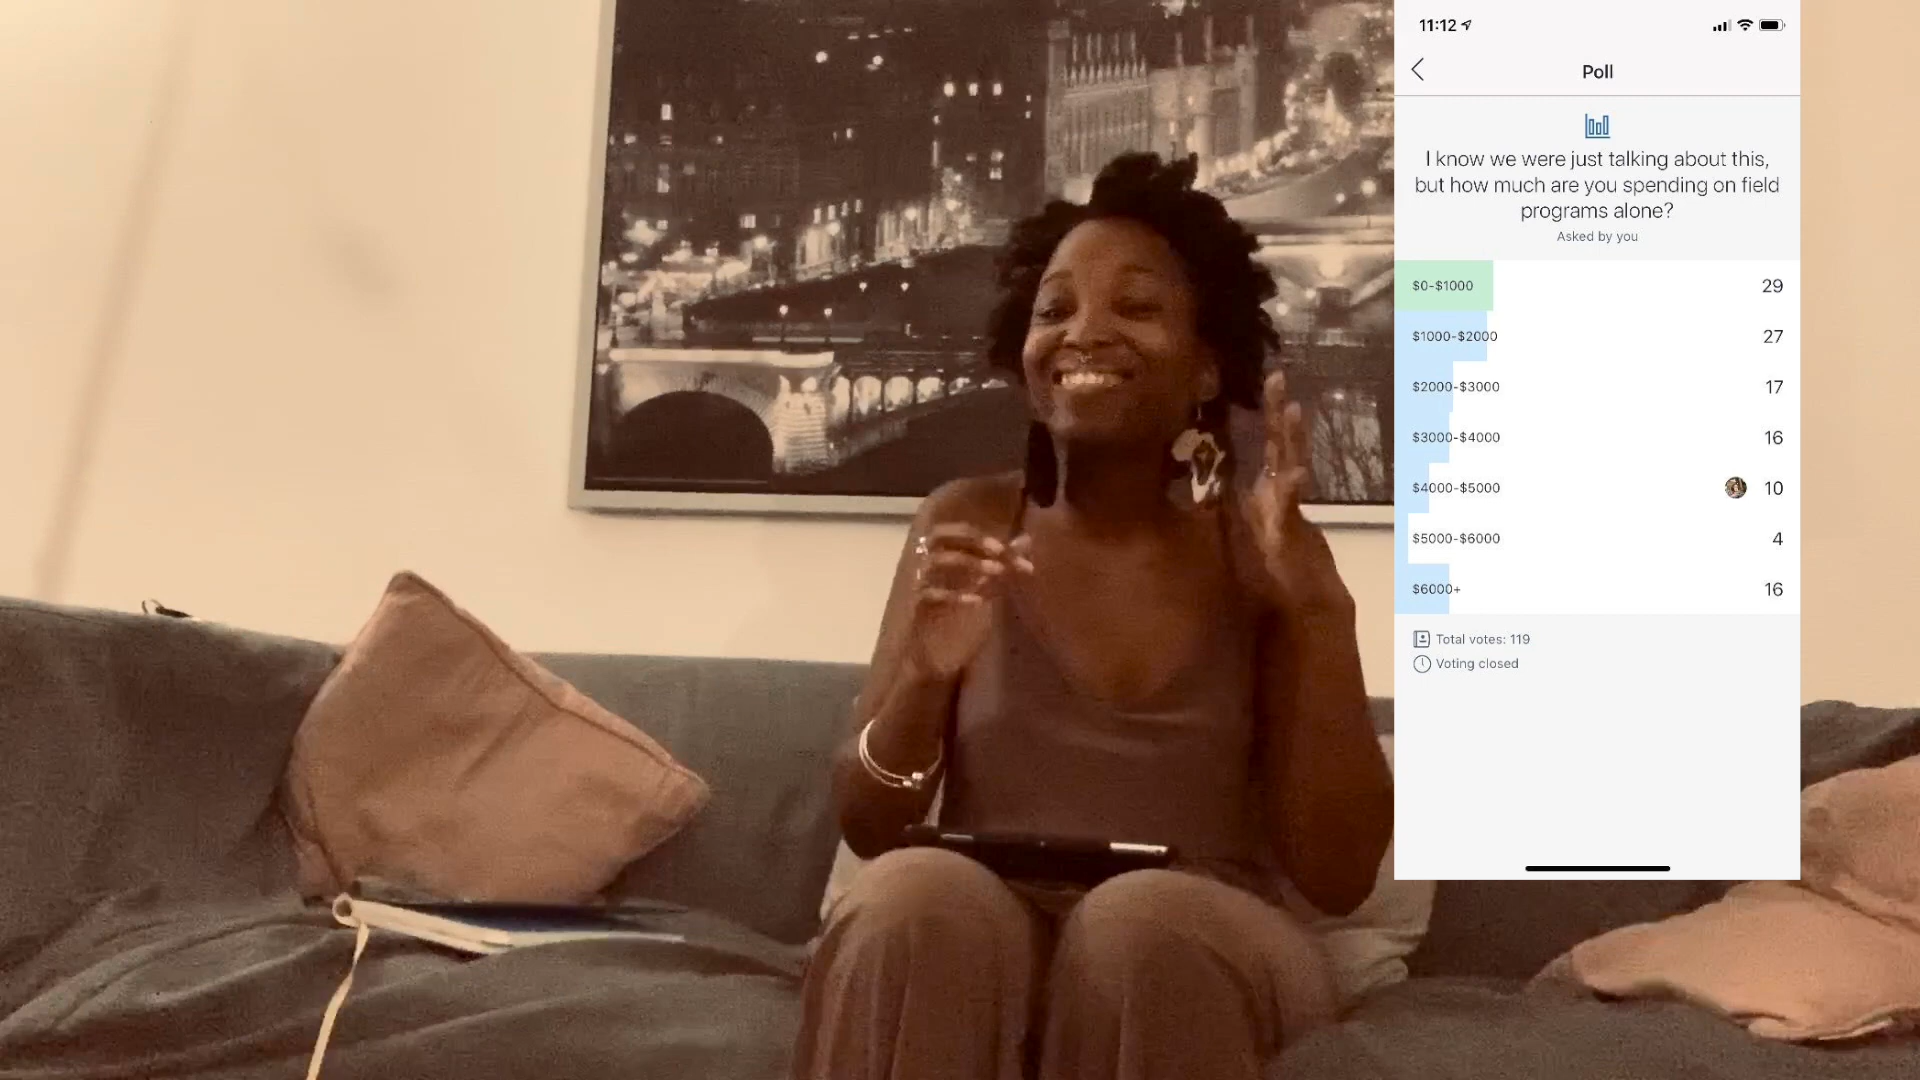 11:12
Poll
I know we were just talking about this,
but how much are you spending on field
programs alone?
Asked by you
$0-$1000 29
$1000-$2000 27
$2000-$3000 17
$3000-$4000 16
$4000-$5000 10
$5000-$6000 4
$6000+ 16
Total votes: 119
Voting closed